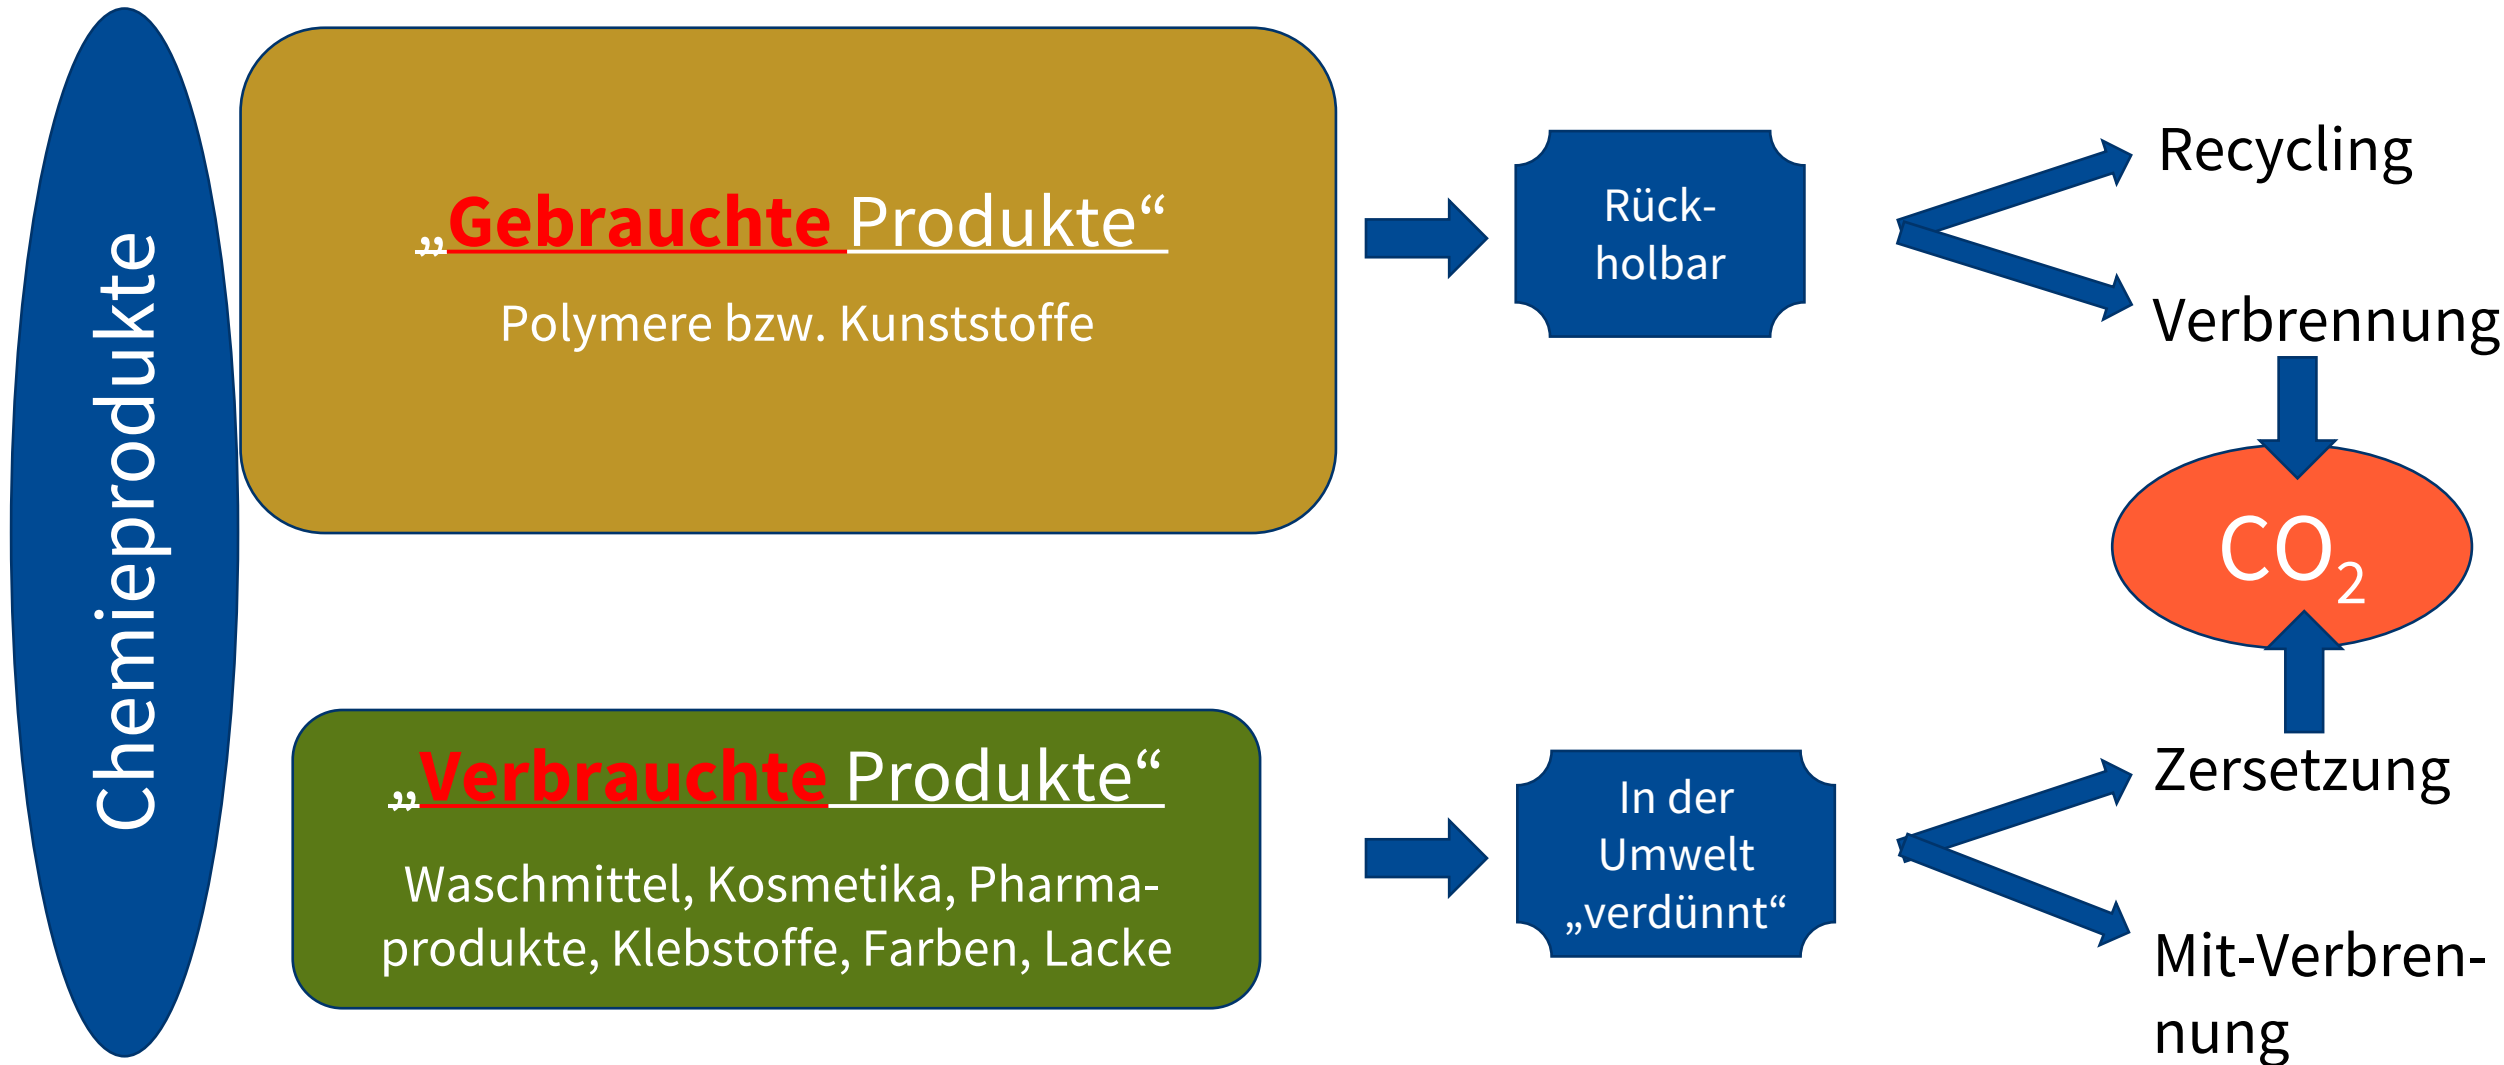 Chemieprodulkte
„Gebrauchte Produkte“
Polymere bzw. Kunststoffe
Rück-
holbar
Recycling
Verbrennung
CO₂
„Verbrauchte Produkte“
Waschmittel, Kosmetika, Pharma-
produkte, Klebstoffe, Farben, Lacke
In der
Umwelt
„verdünnt“
Zersetzung
Mit-Verbren-
nung